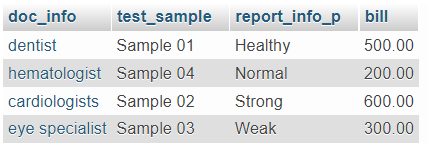 doc_info test_sample report_info_p bill
dentist Sample 01 Healthy 500.00
hematologist Sample 04 Normal 200.00
cardiologists Sample 02 Strong 600.00
eye specialist Sample 03 Weak 300.00